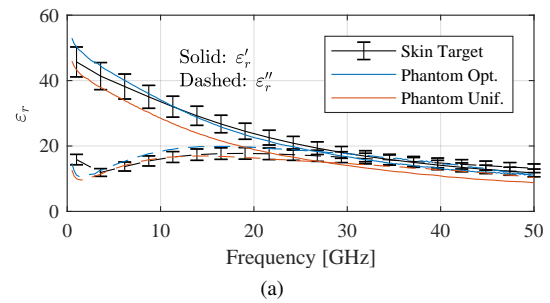 60
40
20
0
εr
Solid: ε′r
Dashed: ε″r
Skin Target
Phantom Opt.
Phantom Unif.
0 10 20 30 40 50
Frequency [GHz]
(a)